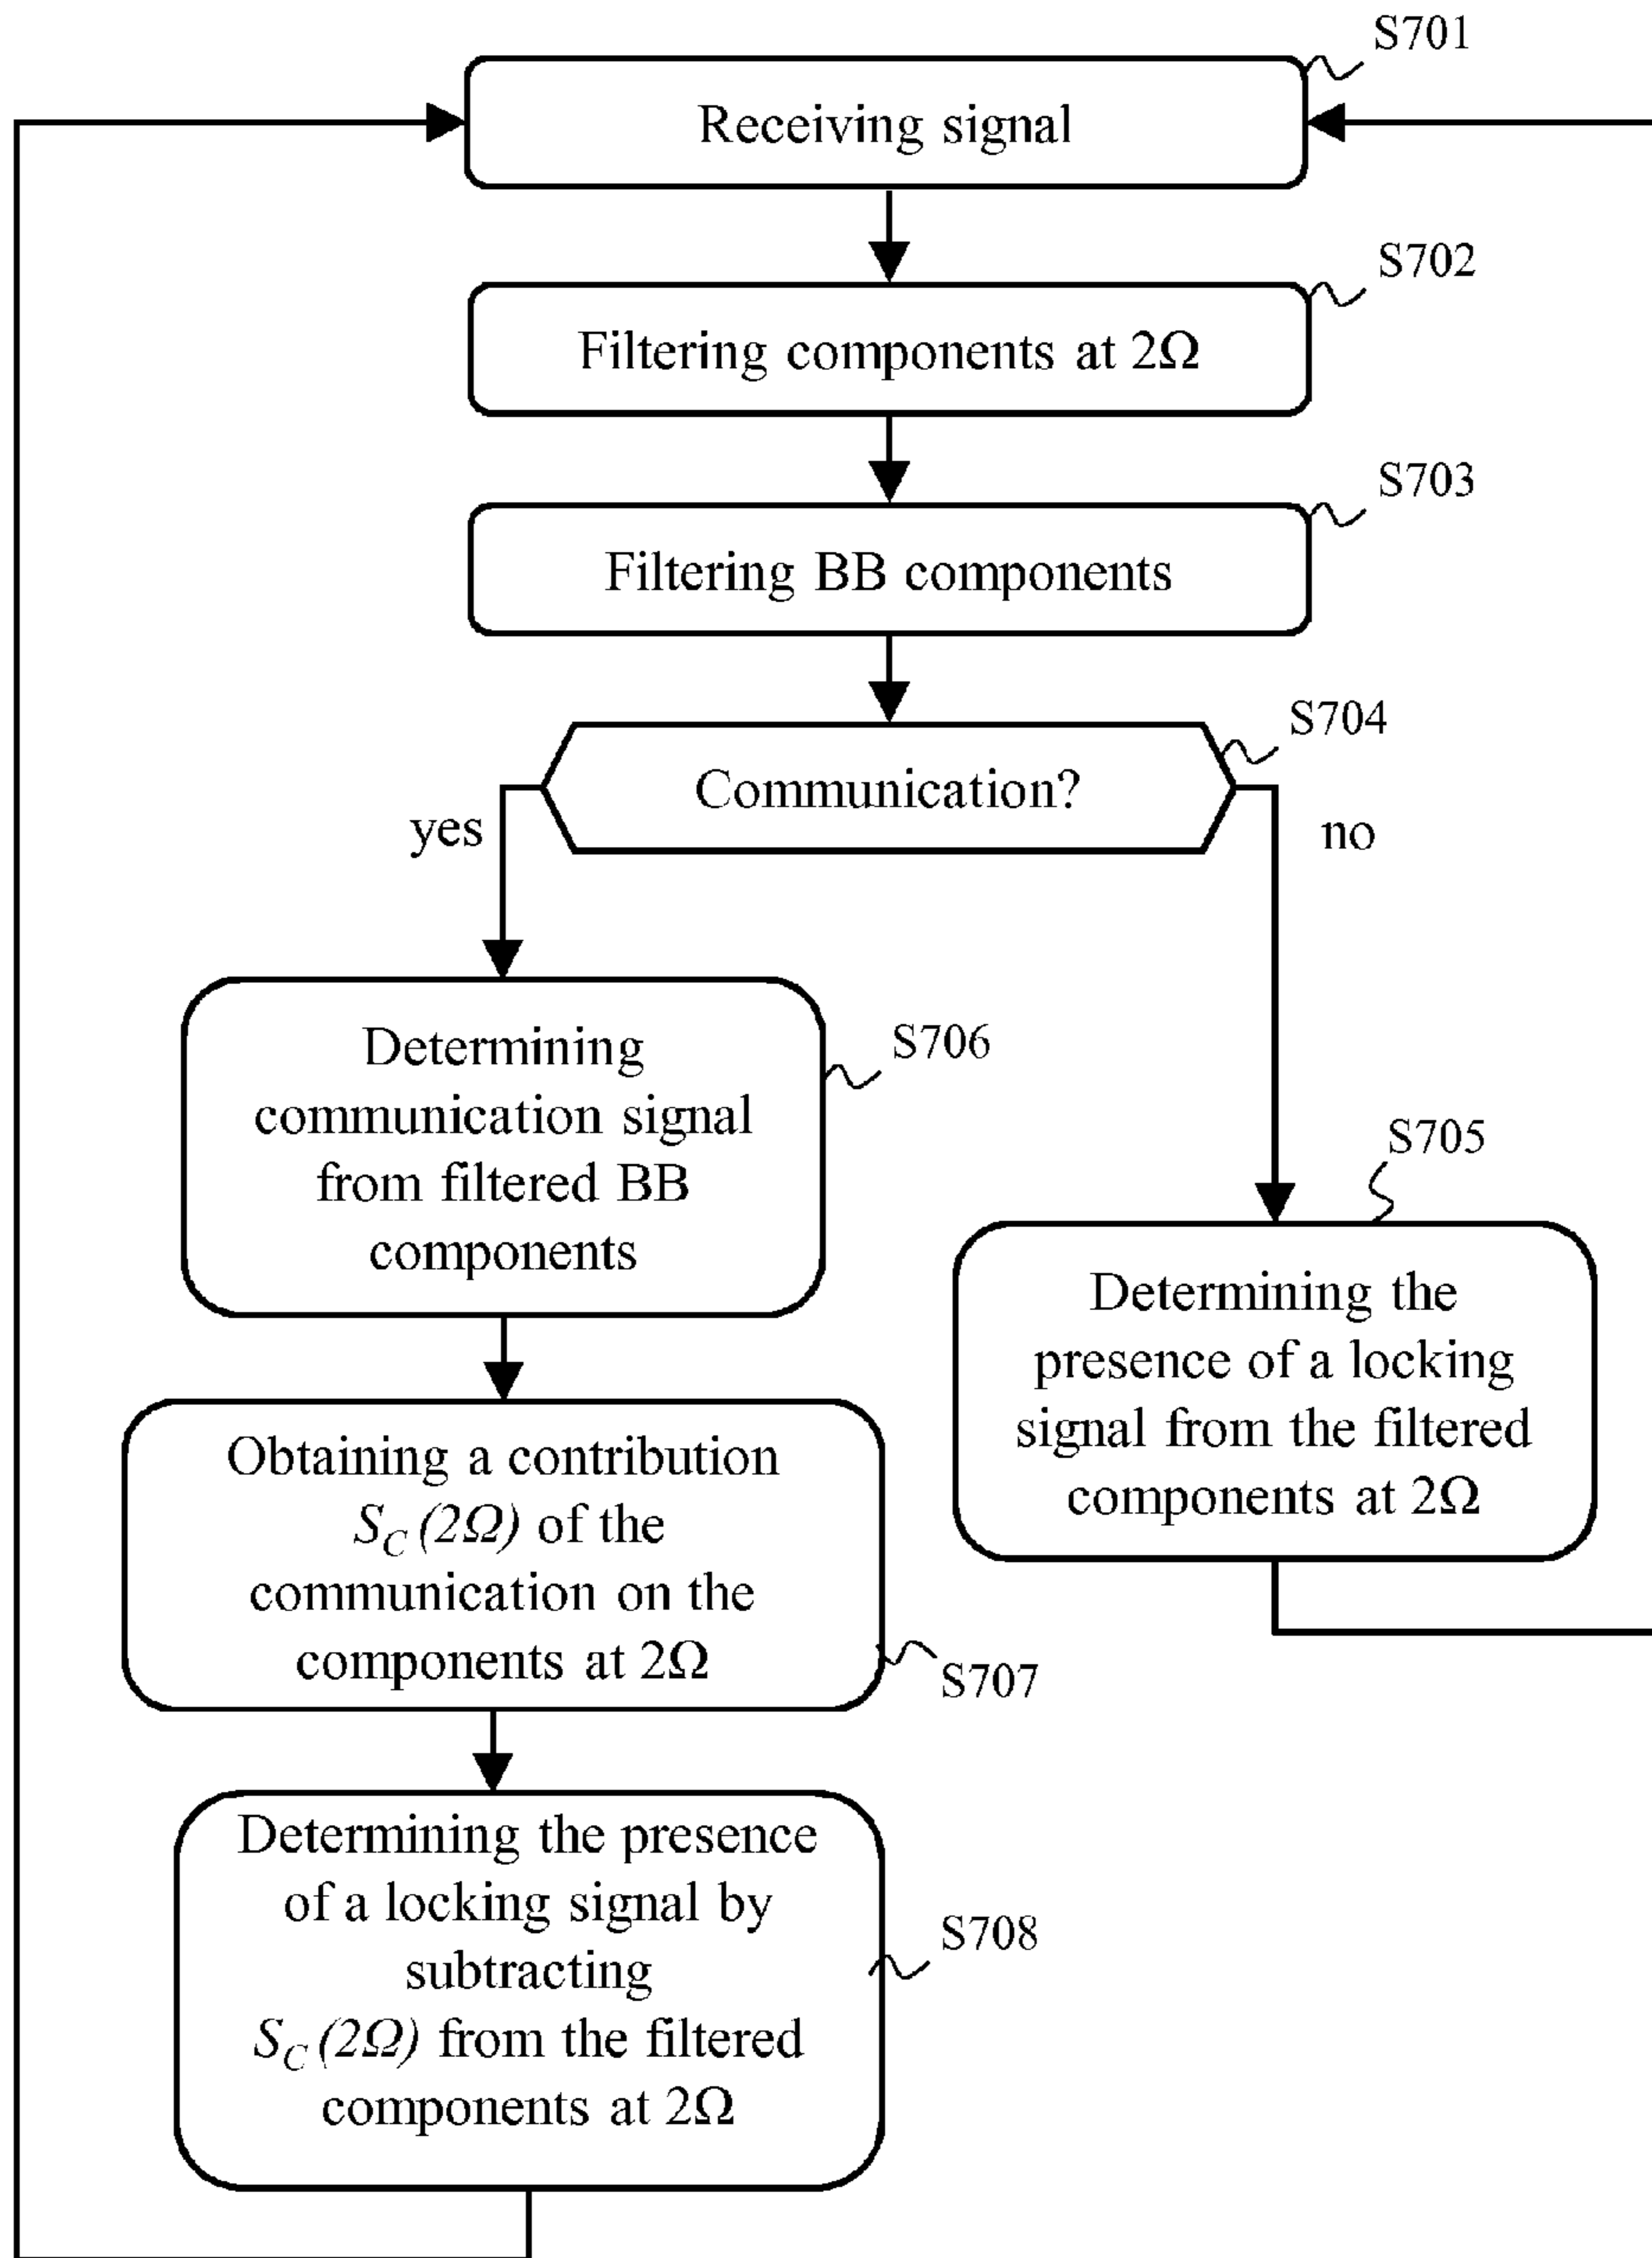 S701
Receiving signal
S702
Filtering components at 2Ω
S703
Filtering BB components
S704
Communication?
yes
no
S706
Determining
communication signal
from filtered BB
components
S705
Determining the
presence of a locking
signal from the filtered
components at 2Ω
Obtaining a contribution
S_C(2Ω) of the
communication on the
components at 2Ω
S707
Determining the presence
of a locking signal by
subtracting
S_C(2Ω) from the filtered
components at 2Ω
S708